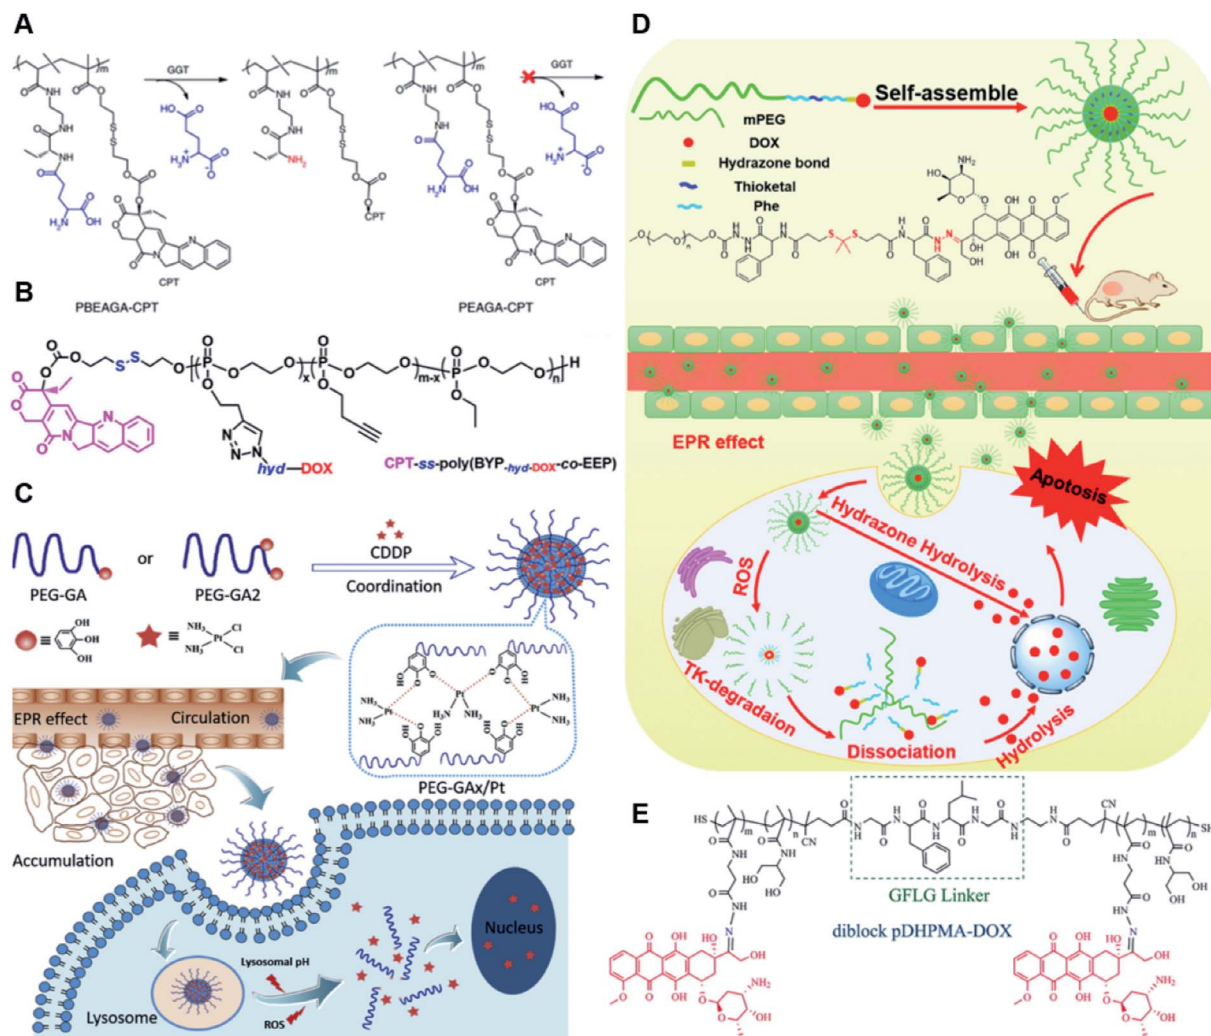 A
GGT
GGT
CPT
CPT
CPT
PBEAGA-CPT
PEAGA-CPT
B
CPT-ss-poly(BYP-hyd-DOX-co-EEP)
hyd—DOX
C
PEG-GA
or
PEG-GA2
CDDP
Coordination
EPR effect
Circulation
PEG-GAx/Pt
Accumulation
Nucleus
Lysosomal pH
ROS
Lysosome
D
Self-assemble
mPEG
DOX
Hydrazone bond
Thioketal
Phe
EPR effect
Apotosis
Hydrazone Hydrolysis
ROS
TK-degradaion
Dissociation
Hydrolysis
E
GFLG Linker
diblock pDHPMA-DOX